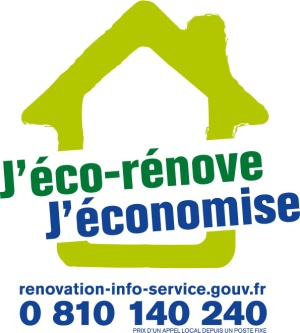 J'éco-rénove
J'économise
renovation-info-service.gouv.fr
0 810 140 240
PRIX D'UN APPEL LOCAL DEPUIS UN POSTE FIXE